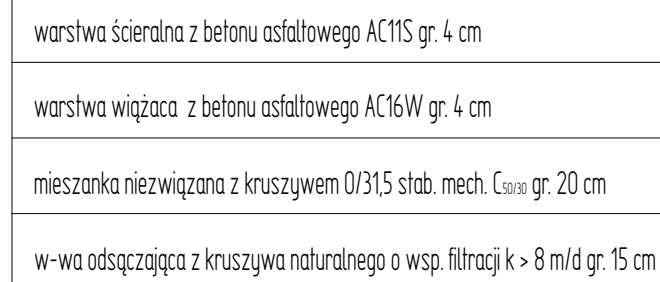 warstwa ścieralna z betonu asfaltowego AC11S gr. 4 cm
warstwa wiążaca z betonu asfaltowego AC16W gr. 4 cm
mieszanka niezwiązana z kruszywem 0/31,5 stab. mech. C50/30 gr. 20 cm
w-wa odsączająca z kruszywa naturalnego o wsp. filtracji k > 8 m/d gr. 15 cm